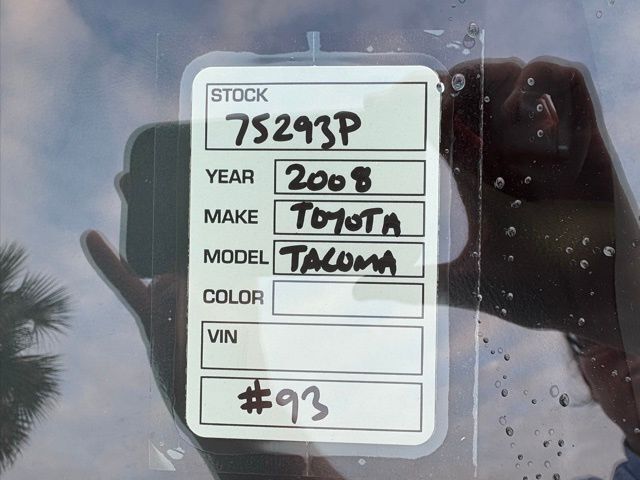 STOCK
75293P
YEAR 2008
MAKE TOYOTA
MODEL TACOMA
COLOR
VIN
#93